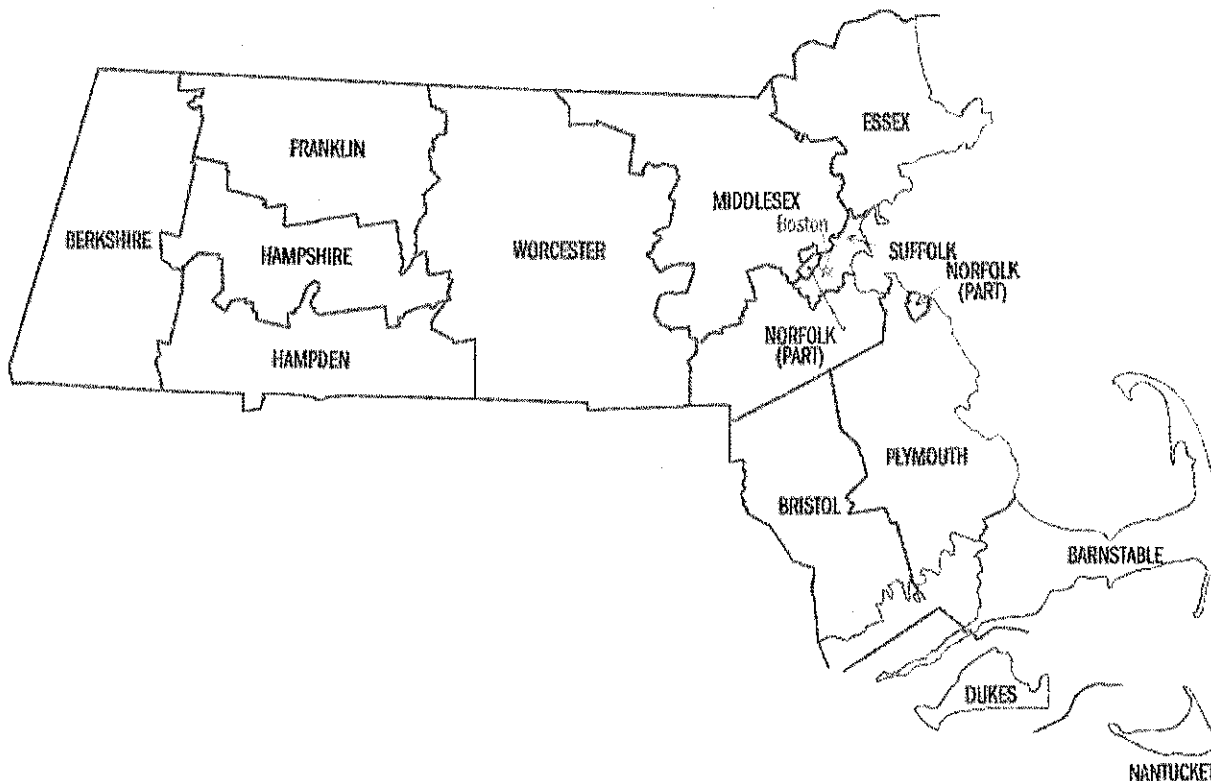 ESSEX
FRANKLIN
MIDDLESEX
Boston
BERKSHIRE
HAMPSHIRE
WORCESTER
SUFFOLK
NORFOLK
(PART)
NORFOLK
(PART)
HAMPDEN
PLYMOUTH
BRISTOL
BARNSTABLE
DUKES
NANTUCKET